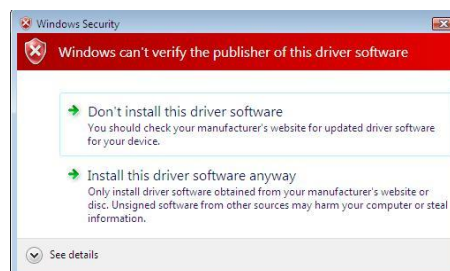 Windows Security
Windows can't verify the publisher of this driver software
Don't install this driver software
You should check your manufacturer's website for updated driver software
for your device.
Install this driver software anyway
Only install driver software obtained from your manufacturer's website or
disc. Unsigned software from other sources may harm your computer or steal
information.
See details